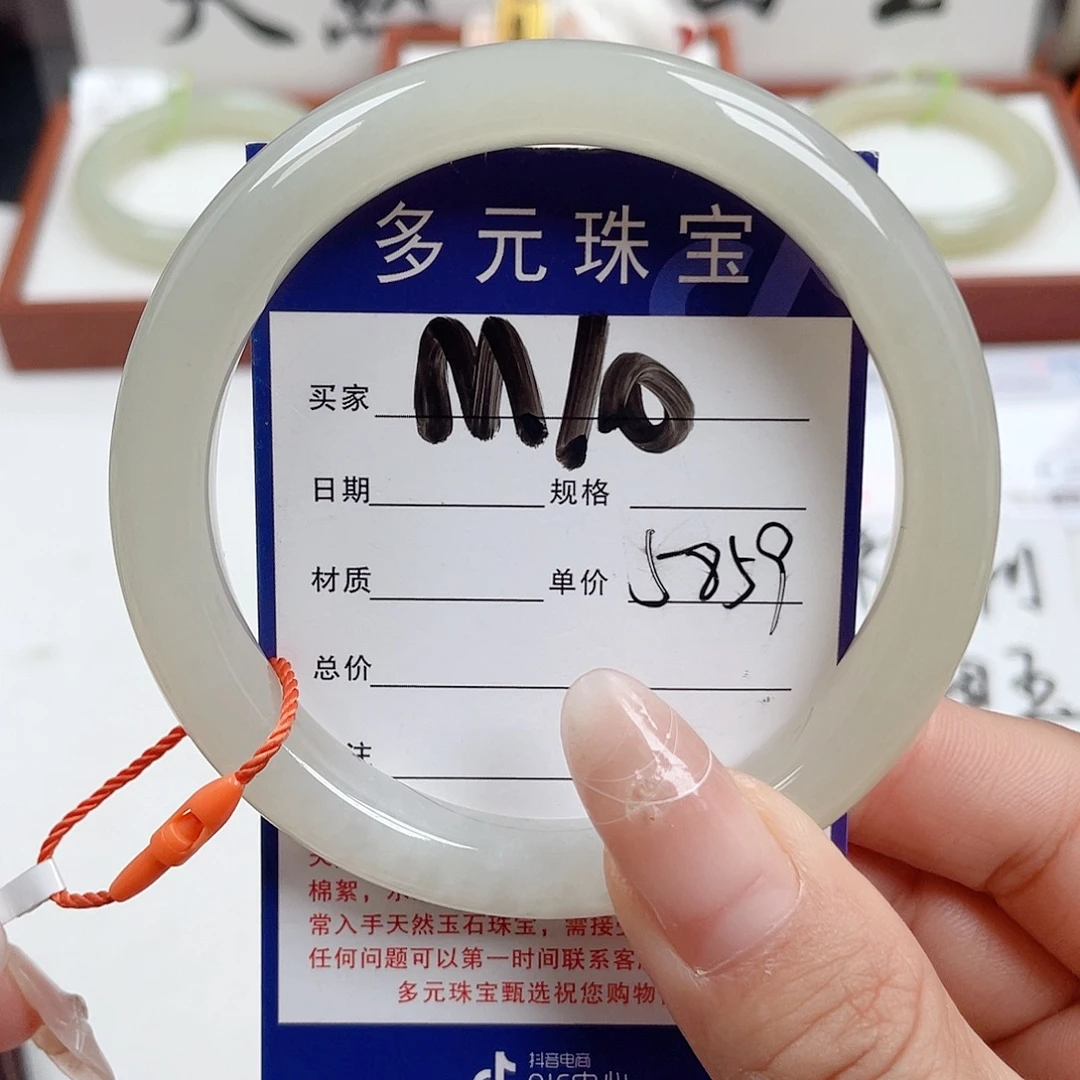 多元珠宝
买家 M10
日期 规格
材质 单价 5859
总价
注
棉絮，
常入手天然玉石珠宝，需接
任何问题可以第一时间联系客
多元珠宝甄选祝您购物
抖音电商